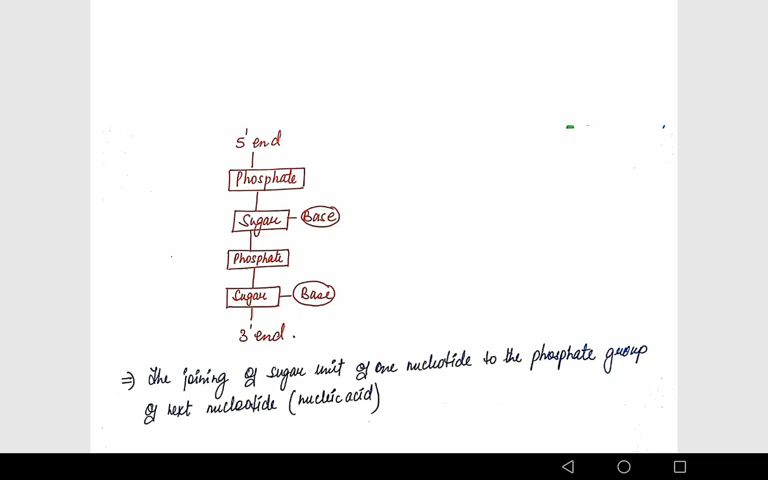 5' end
Phosphate
Sugar Base
Phosphate
Sugar Base
3' end.
⇒ The joining of sugar unit of one nucleotide to the phosphate group
of next nucleotide (nucleic acid)